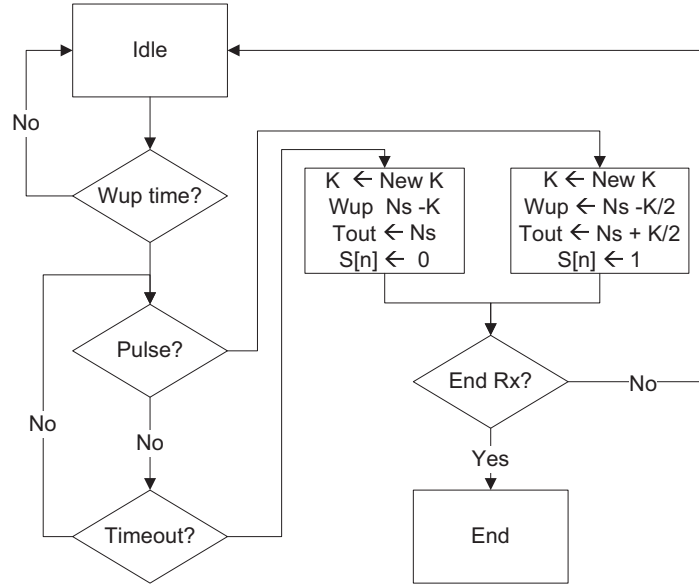 Idle
No
Wup time?
K ← New K
Wup Ns -K
Tout ← Ns
S[n] ← 0
K ← New K
Wup ← Ns -K/2
Tout ← Ns + K/2
S[n] ← 1
Pulse?
End Rx?
No
No
No
Yes
Timeout?
End